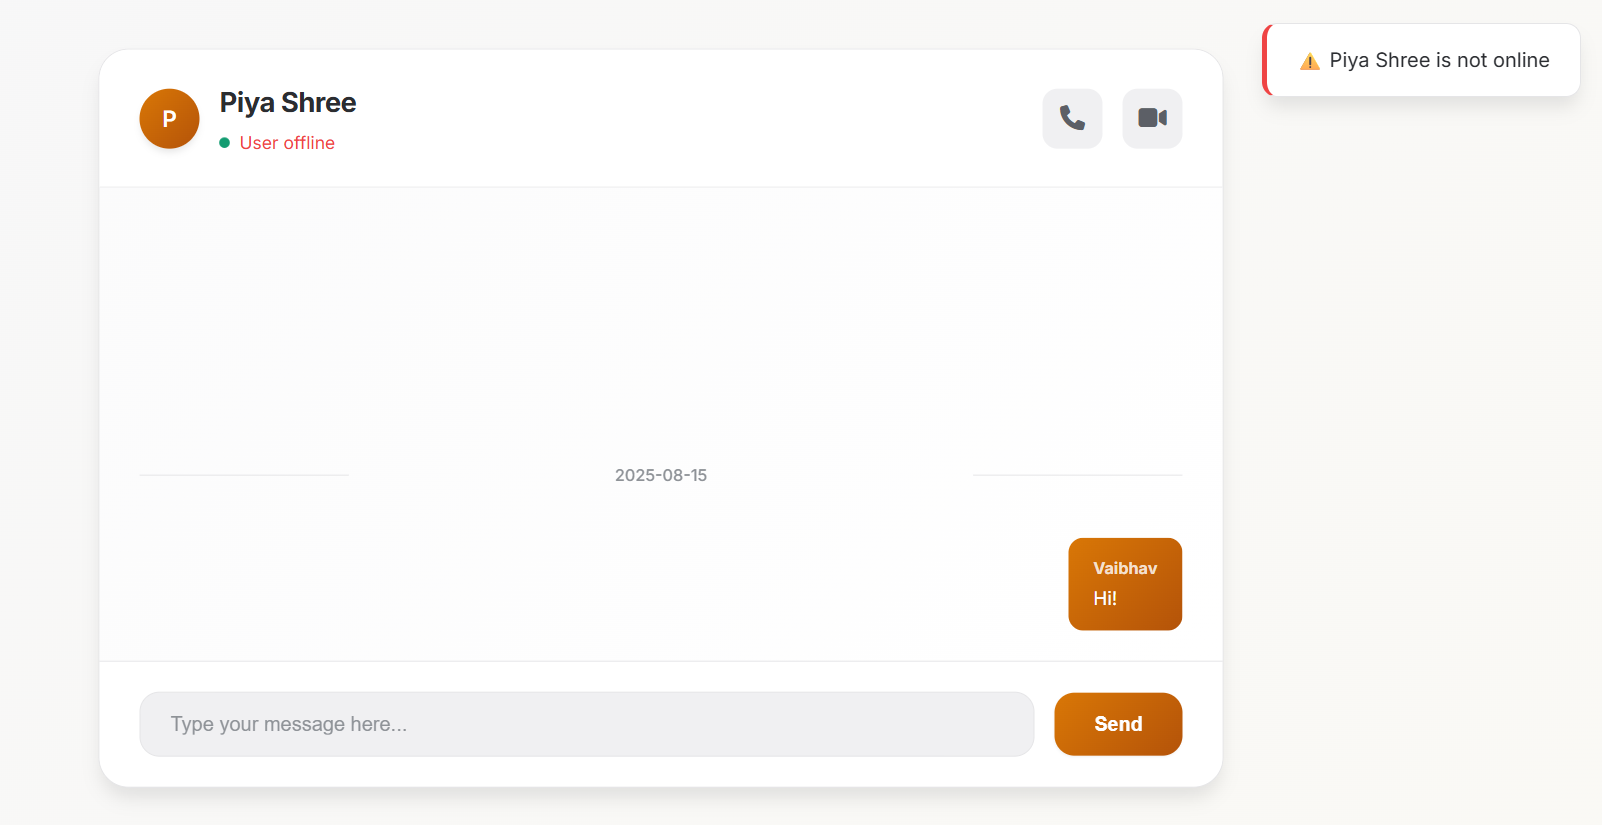 P
Piya Shree
User offline
⚠️ Piya Shree is not online
2025-08-15
Vaibhav
Hi!
Type your message here...
Send